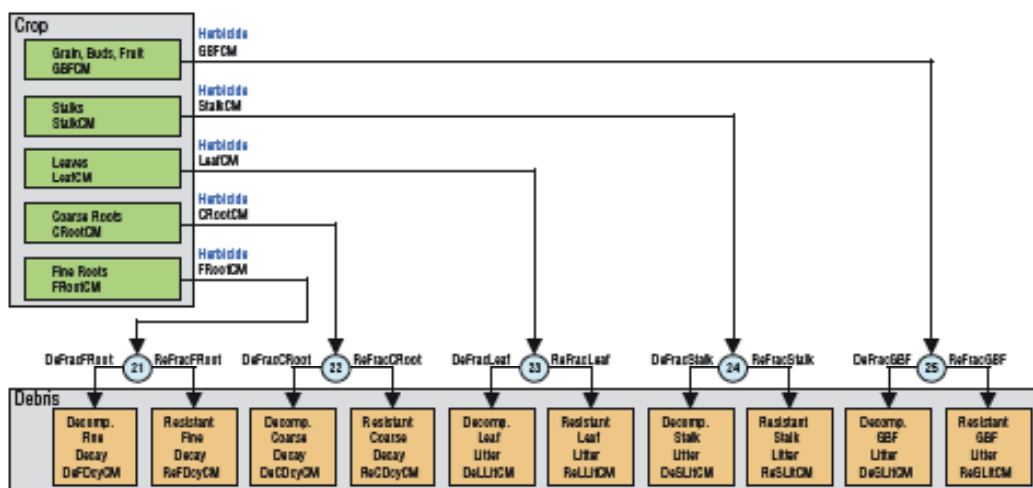 Crop
Herbicide
GBFCM
Grain, Buds, Fruit
GBFCM
Herbicide
StalkCM
Stalks
StalkCM
Herbicide
LeafCM
Leaves
LeafCM
Herbicide
CRootCM
Coarse Roots
CRootCM
Herbicide
FRootCM
Fine Roots
FRootCM
DeFracFRoot 21 ReFracFRoot DeFracCRoot 22 ReFracCRoot DeFracLeaf 23 ReFracLeaf DeFracStalk 24 ReFracStalk DeFracGBF 25 ReFracGBF
Debris
Decomp.
Fine
Decay
DeFDcyCM
Resistant
Fine
Decay
ReFDcyCM
Decomp.
Coarse
Decay
DeCDcyCM
Resistant
Coarse
Decay
ReCDcyCM
Decomp.
Leaf
Litter
DeLLitCM
Resistant
Leaf
Litter
ReLLitCM
Decomp.
Stalk
Litter
DeSLitCM
Resistant
Stalk
Litter
ReSLitCM
Decomp.
GBF
Litter
DeSLitCM
Resistant
GBF
Litter
ReGLitCM